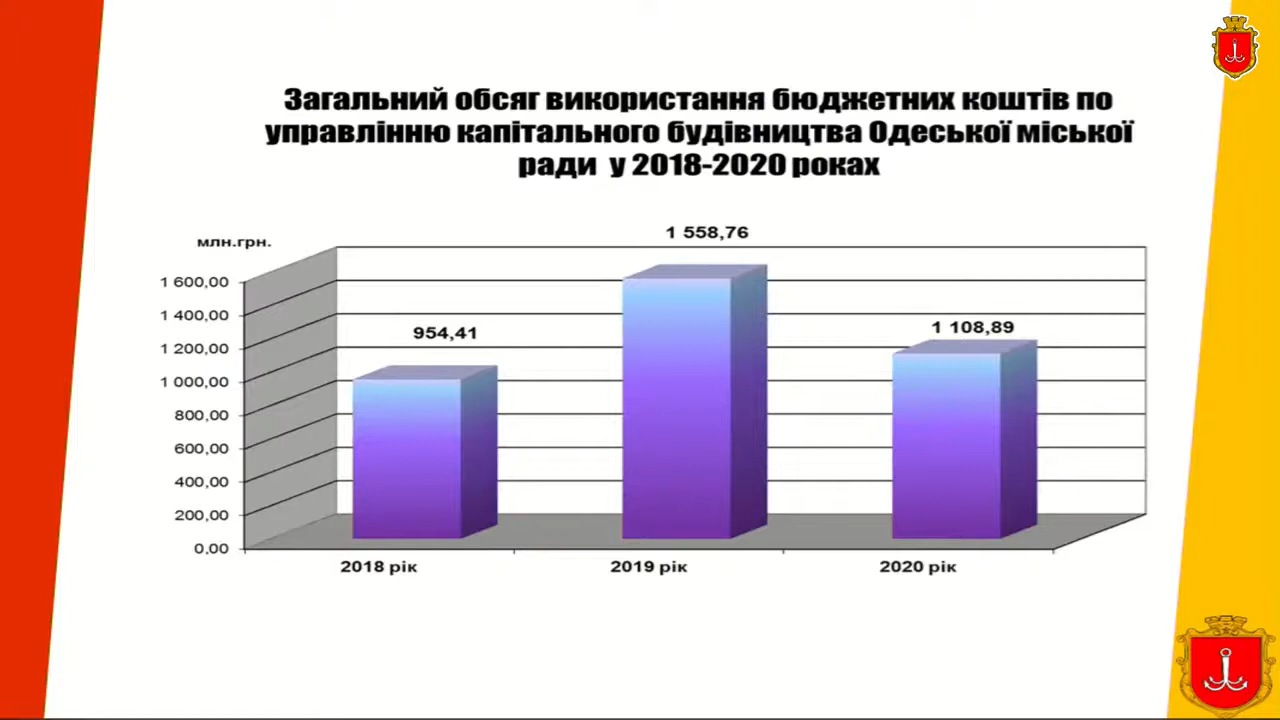 Загальний обсяг використання бюджетних коштів по
управлінню капітального будівництва Одеської міської
ради у 2018-2020 роках
млн.грн.
1 558,76
1 600,00
1 400,00
954,41
1 108,89
1 200,00
1 000,00
800,00
600,00
400,00
200,00
0,00
2018 рік
2019 рік
2020 рік